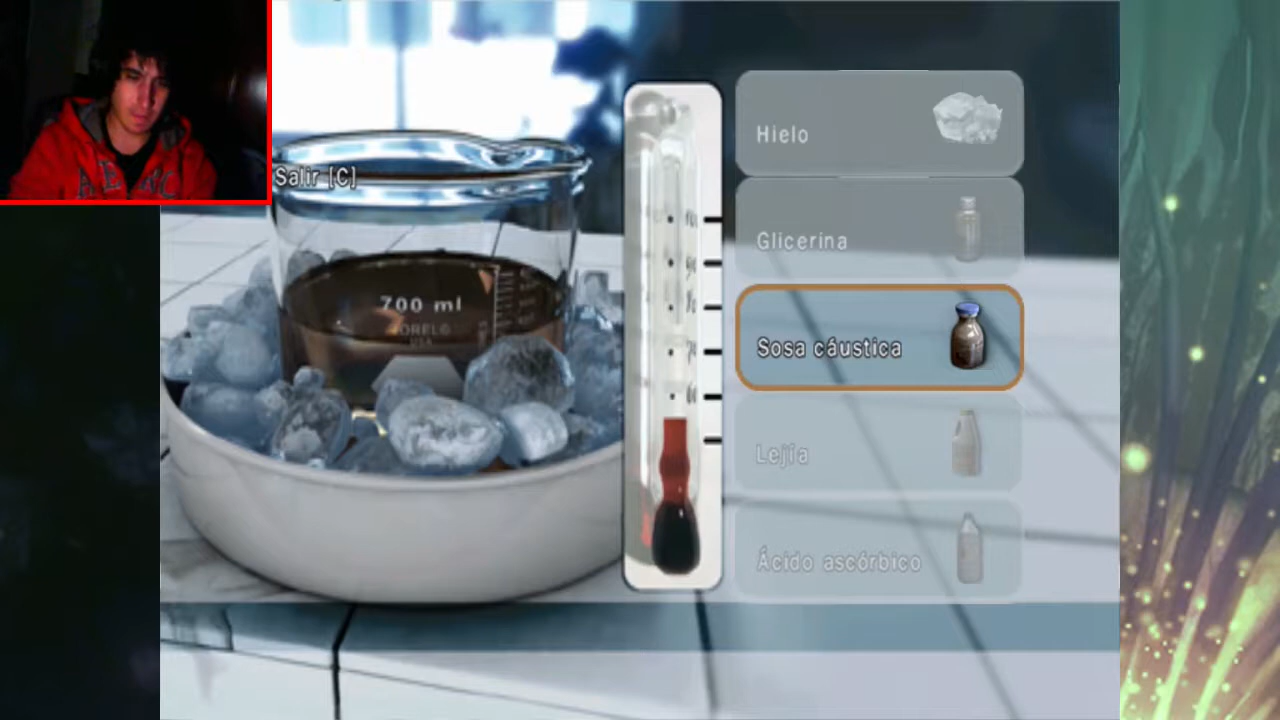 Salir [C]
700 ml
Hielo
Glicerina
Sosa cáustica
Lejía
Ácido ascórbico